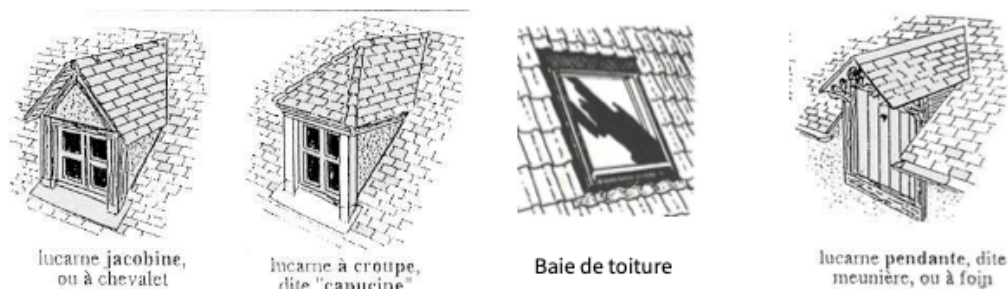 lucarne jacobine,
ou à chevalet
lucarne à croupe,
dite "capucine"
Baie de toiture
lucarne pendante, dite
meunière, ou à foin